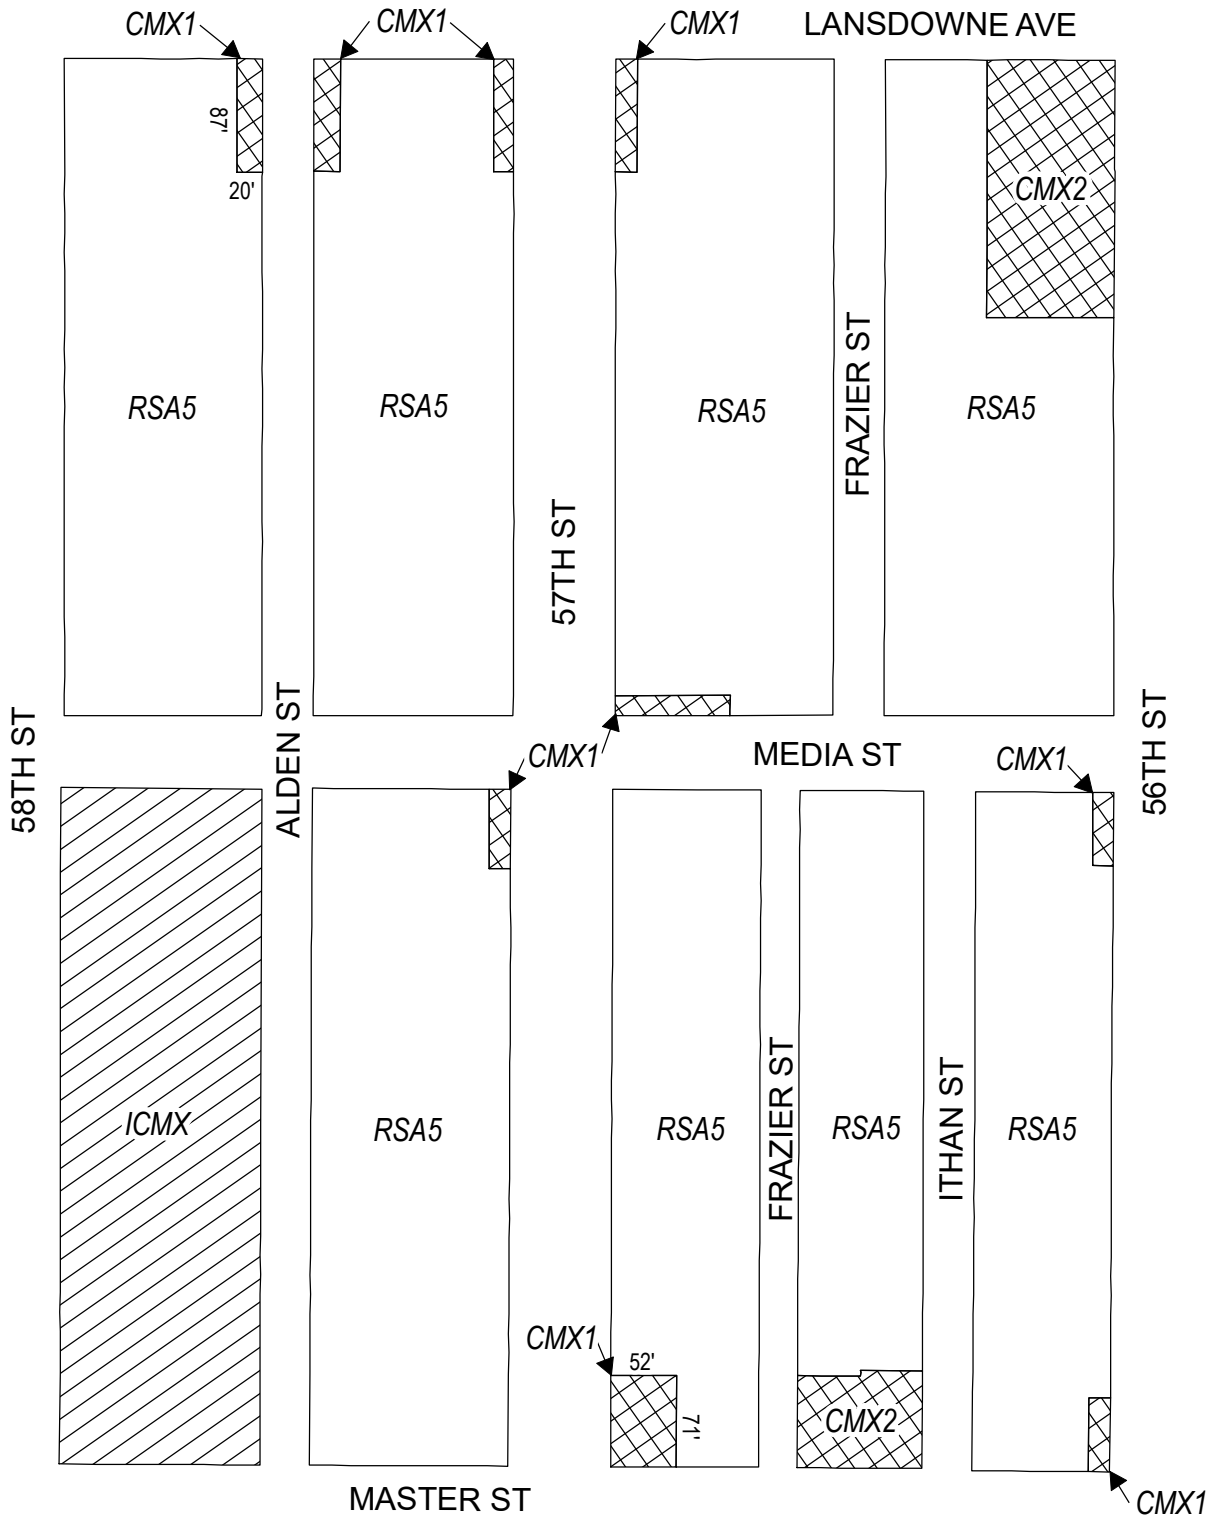 CMX1
CMX1
CMX1
LANSDOWNE AVE
87'
20'
CMX2
RSA5
RSA5
RSA5
RSA5
FRAZIER ST
57TH ST
58TH ST
ALDEN ST
CMX1
MEDIA ST
CMX1
56TH ST
ICMX
RSA5
RSA5
FRAZIER ST
RSA5
ITHAN ST
RSA5
CMX1
52'
71'
CMX2
MASTER ST
CMX1